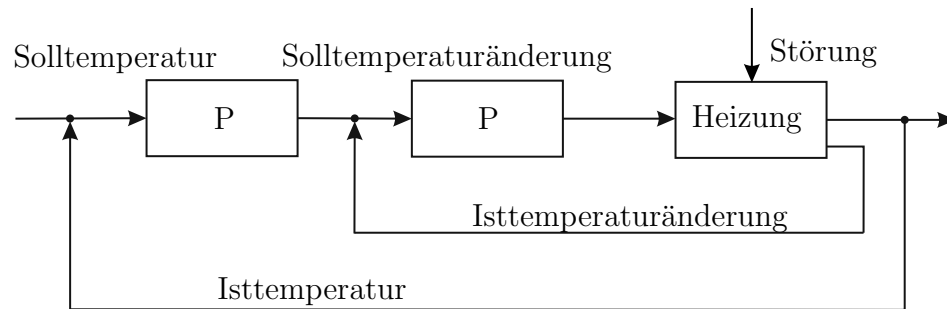 Solltemperatur
Solltemperaturänderung
Störung
P
P
Heizung
Isttemperaturänderung
Isttemperatur